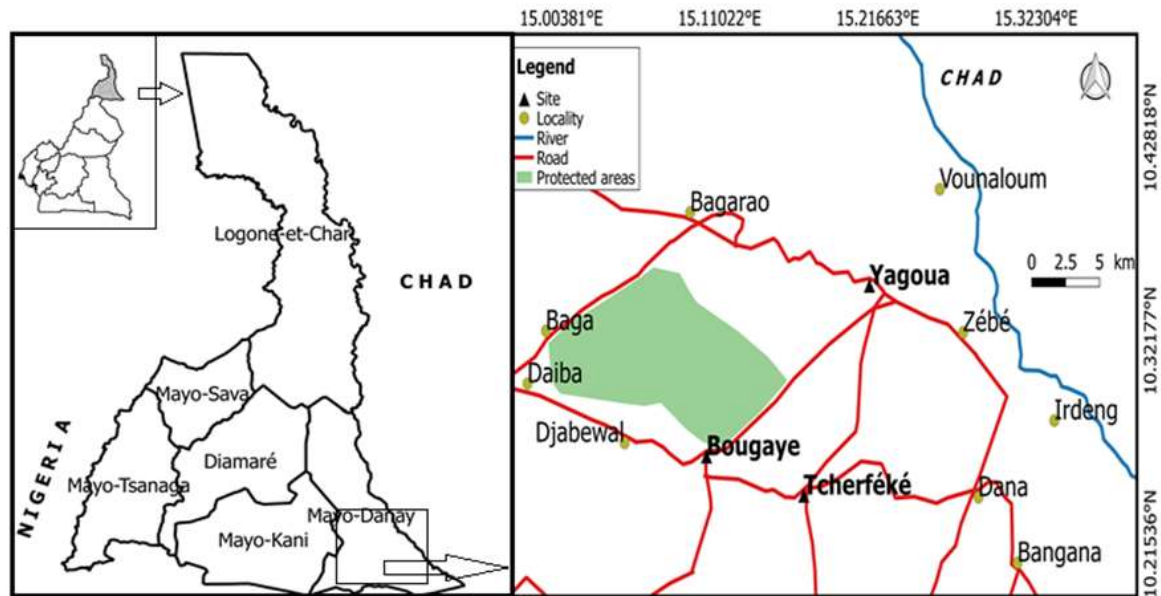 15.00381°E
15.11022°E
15.21663°E
15.32304°E
Legend
Site
Locality
River
Road
Protected areas
CHAD
10.42818°N
Vounaloum
Bagarao
Logone-et-Char
CHAD
Yagoua
0 2.5 5 km
Baga
Zébé
10.32177°N
Daiba
Mayo-Sava
Irdeng
Djabewal
NIGERIA
Diamaré
Bougaye
Mayo-Tsanaga
Tcherféké
Dana
Mayo-Danay
Mayo-Kani
Bangana
10.21536°N